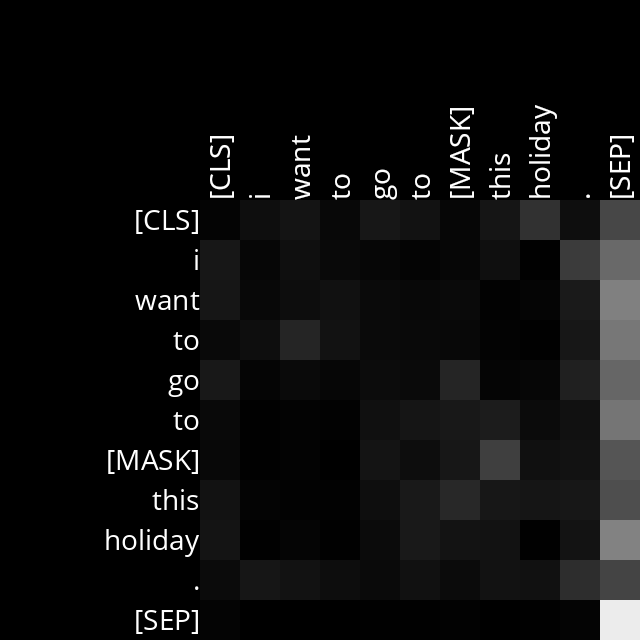 [CLS] i want to go to [MASK] this holiday . [SEP]
[CLS]
i
want
to
go
to
[MASK]
this
holiday
.
[SEP]